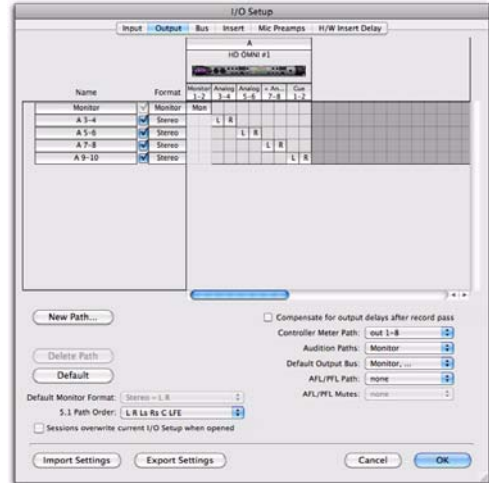 I/O Setup
Input Output Bus Insert Mic Preamps H/W Insert Delay
A
HD OMNI #1
Name Format Monitor 1-2 Analog 3-4 Analog 5-6 + An... 7-8 Cue 1-2
Monitor Monitor Mon
A 3-4 Stereo L R
A 5-6 Stereo L R
A 7-8 Stereo L R
A 9-10 Stereo L R
New Path...
Compensate for output delays after record pass
Controller Meter Path: out 1-8
Audition Paths: Monitor
Delete Path
Default Output Bus: Monitor, ...
Default
AFL/PFL Path: none
Default Monitor Format: Stereo = L R
AFL/PFL Mutes: none
5.1 Path Order: L R Ls Rs C LFE
Sessions overwrite current I/O Setup when opened
Import Settings Export Settings Cancel OK